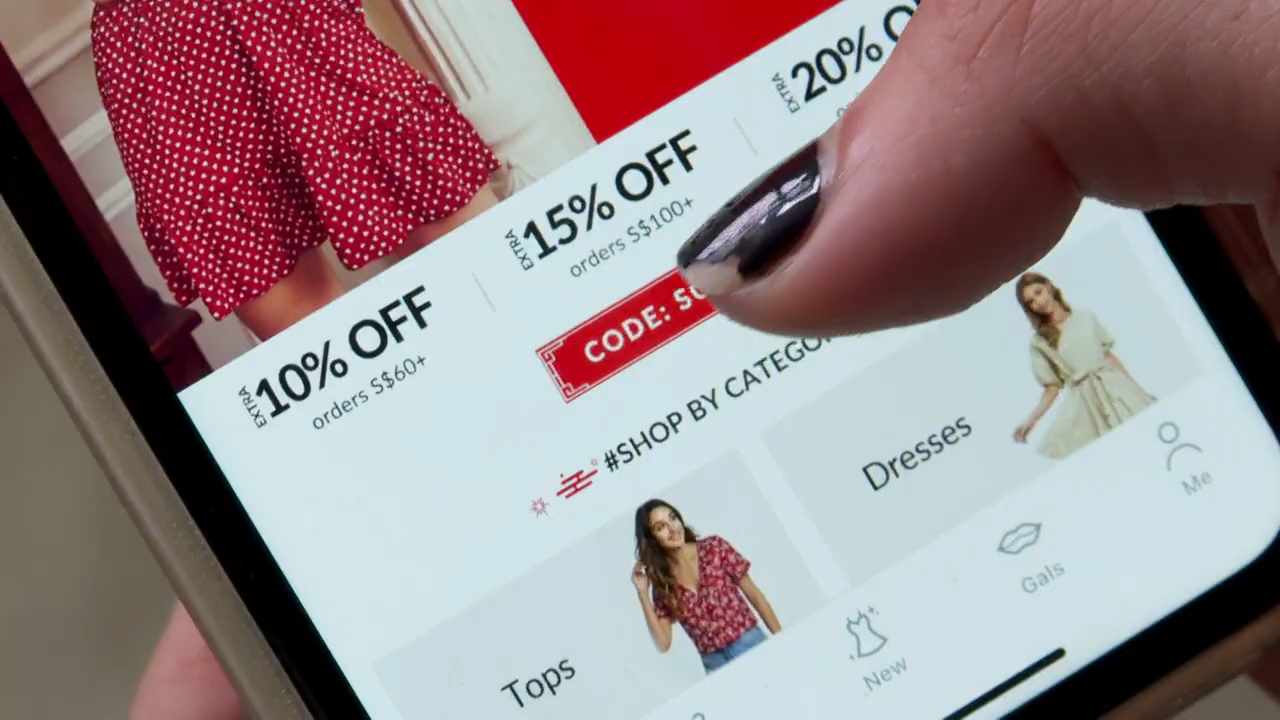 EXTRA 10% OFF
orders S$60+
EXTRA 15% OFF
orders S$100+
EXTRA 20%
CODE:
#SHOP BY
Tops
Dresses
New
Gals
Me